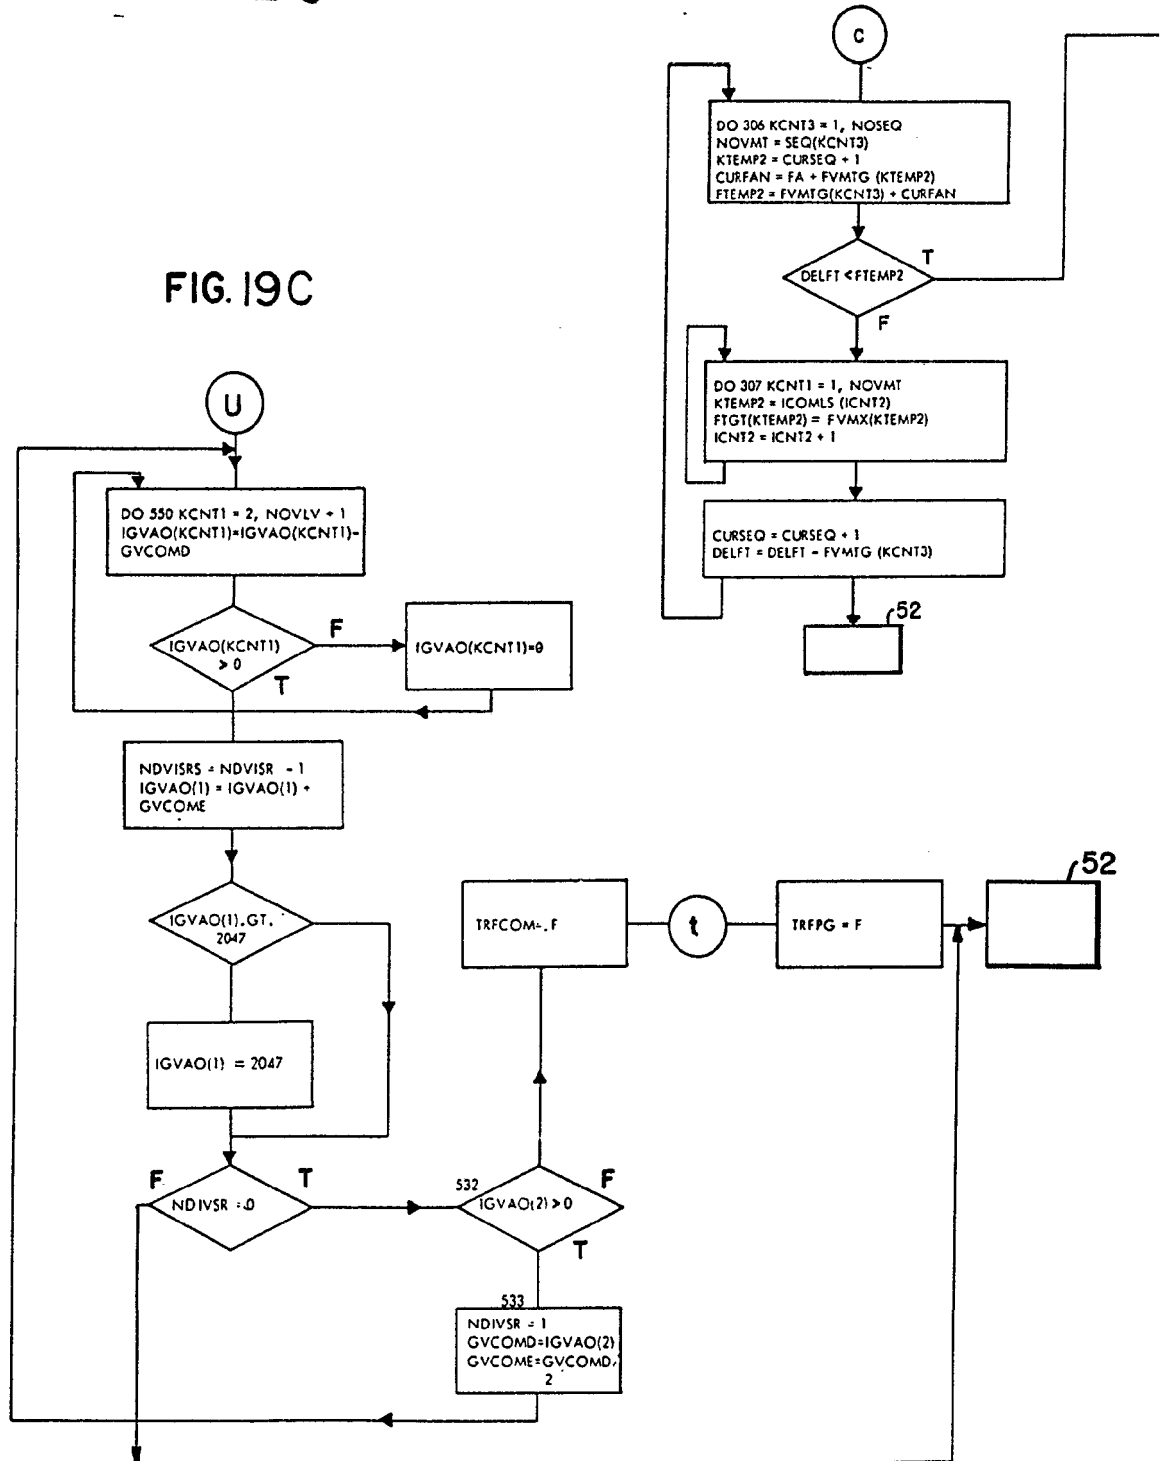 C
DO 306 KCNT3 = 1, NOSEQ
NOVMT = SEQ(KCNT3)
KTEMP2 = CURSEQ + 1
CURFAN = FA + FVMTG (KTEMP2)
FTEMP2 = FVMTG(KCNT3) + CURFAN
DELFT < FTEMP2
T
F
DO 307 KCNT1 = 1, NOVMT
KTEMP2 = ICOMLS (ICNT2)
FTGT(KTEMP2) = FVMX(KTEMP2)
ICNT2 = ICNT2 + 1
CURSEQ = CURSEQ + 1
DELFT = DELFT - FVMTG (KCNT3)
52
FIG. 19C
U
DO 550 KCNT1 = 2, NOVLV + 1
IGVAO(KCNT1)=IGVAO(KCNT1)-
GVCOMD
IGVAO(KCNT1)
> 0
F
T
IGVAO(KCNT1)=0
NDVISRS = NDVISR - 1
IGVAO(1) = IGVAO(1) +
GVCOME
IGVAO(1).GT.
2047
IGVAO(1) = 2047
F
NDIVSR = 0
T
532
IGVAO(2) > 0
F
T
533
NDIVSR = 1
GVCOMD=IGVAO(2)
GVCOME=GVCOMD/
2
TRFCOM=.F
t
TRFPG = F
52